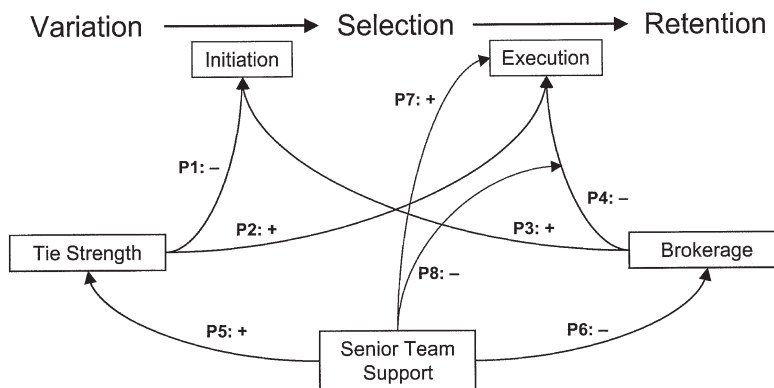 Variation
Selection
Retention
Initiation
Execution
P7: +
P1: –
P2: +
P3: +
P4: –
Tie Strength
Brokerage
P8: –
P5: +
P6: –
Senior Team
Support